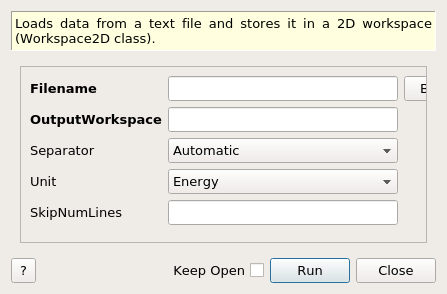 Loads data from a text file and stores it in a 2D workspace
(Workspace2D class).
Filename
OutputWorkspace
Separator Automatic
Unit Energy
SkipNumLines
? Keep Open Run Close